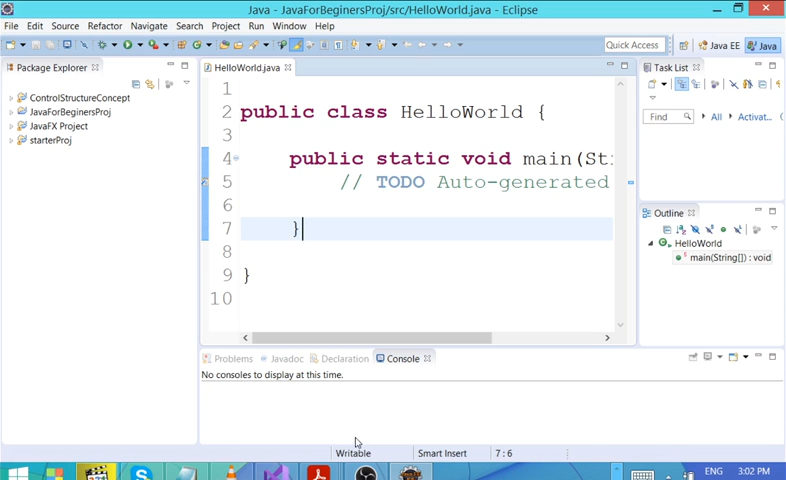 Java - JavaForBeginersProj/src/HelloWorld.java - Eclipse
File Edit Source Refactor Navigate Search Project Run Window Help
Quick Access Java EE Java
Package Explorer
ControlStructureConcept
JavaForBeginersProj
JavaFX Project
starterProj
HelloWorld.java
1
2 public class HelloWorld {
3
4 public static void main(Stri
5 // TODO Auto-generated
6
7 }
8
9 }
10
Task List
Find All Activat...
Outline
HelloWorld
main(String[]) : void
Problems Javadoc Declaration Console
No consoles to display at this time.
Writable Smart Insert 7 : 6
ENG 3:02 PM